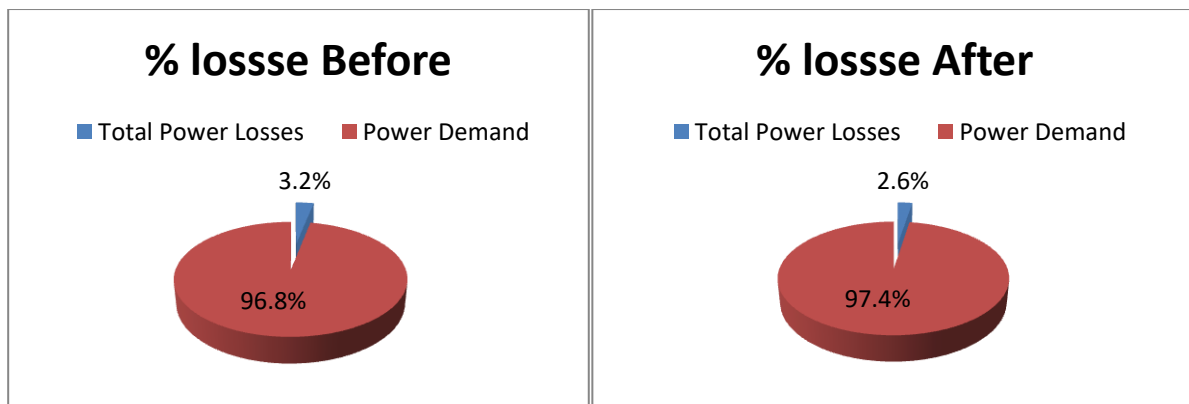 % lossse Before
Total Power Losses Power Demand
3.2%
96.8%
% lossse After
Total Power Losses Power Demand
2.6%
97.4%